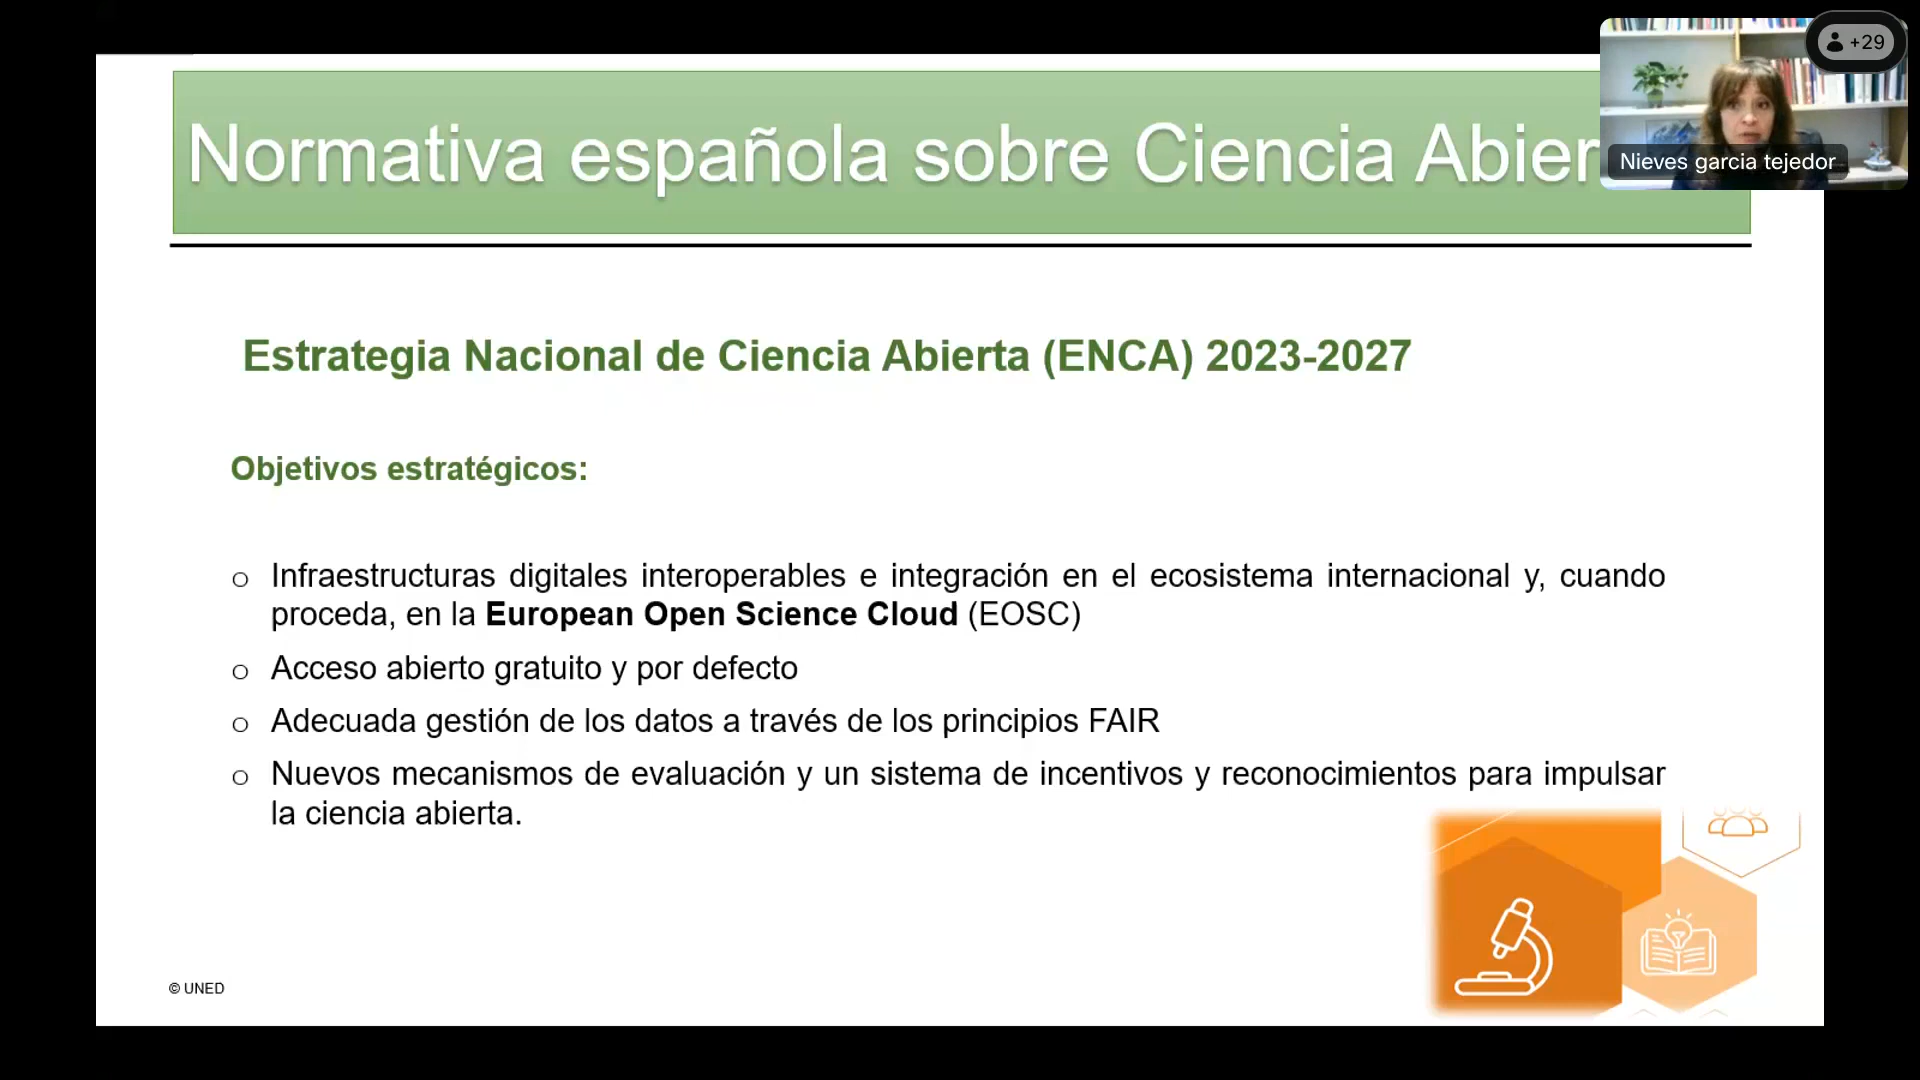 Normativa española sobre Ciencia Abier
+29
Nieves garcia tejedor
Estrategia Nacional de Ciencia Abierta (ENCA) 2023-2027
Objetivos estratégicos:
o Infraestructuras digitales interoperables e integración en el ecosistema internacional y, cuando
proceda, en la European Open Science Cloud (EOSC)
o Acceso abierto gratuito y por defecto
o Adecuada gestión de los datos a través de los principios FAIR
o Nuevos mecanismos de evaluación y un sistema de incentivos y reconocimientos para impulsar
la ciencia abierta.
© UNED